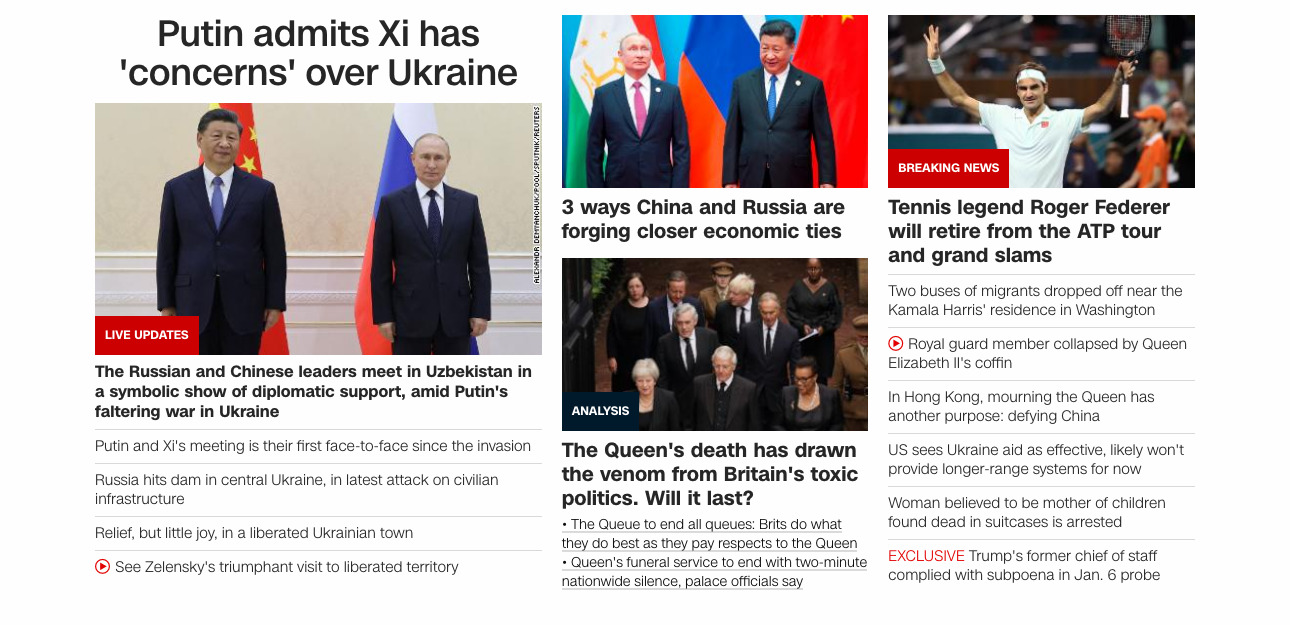 Putin admits Xi has
'concerns' over Ukraine
ALEXANDR DEMYANCHUK/POOL/SPUTNIK/REUTERS
LIVE UPDATES
The Russian and Chinese leaders meet in Uzbekistan in
a symbolic show of diplomatic support, amid Putin's
faltering war in Ukraine
Putin and Xi's meeting is their first face-to-face since the invasion
Russia hits dam in central Ukraine, in latest attack on civilian
infrastructure
Relief, but little joy, in a liberated Ukrainian town
See Zelensky's triumphant visit to liberated territory
3 ways China and Russia are
forging closer economic ties
ANALYSIS
The Queen's death has drawn
the venom from Britain's toxic
politics. Will it last?
• The Queue to end all queues: Brits do what
they do best as they pay respects to the Queen
• Queen's funeral service to end with two-minute
nationwide silence, palace officials say
BREAKING NEWS
Tennis legend Roger Federer
will retire from the ATP tour
and grand slams
Two buses of migrants dropped off near the
Kamala Harris' residence in Washington
Royal guard member collapsed by Queen
Elizabeth II's coffin
In Hong Kong, mourning the Queen has
another purpose: defying China
US sees Ukraine aid as effective, likely won't
provide longer-range systems for now
Woman believed to be mother of children
found dead in suitcases is arrested
EXCLUSIVE Trump's former chief of staff
complied with subpoena in Jan. 6 probe